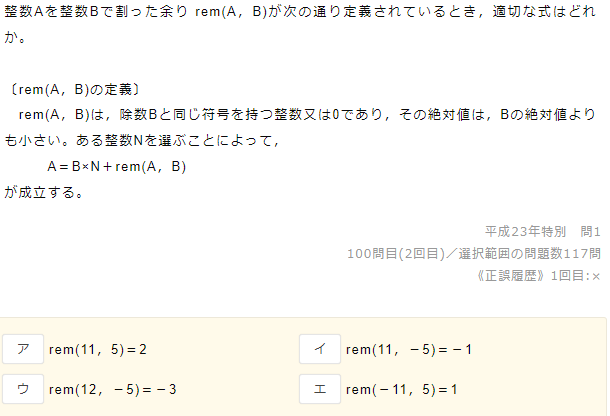 整数Aを整数Bで割った余り rem(A, B)が次の通り定義されているとき，適切な式はどれ
か。
〔rem(A, B)の定義〕
rem(A, B)は，除数Bと同じ符号を持つ整数又は0であり，その絶対値は，Bの絶対値より
も小さい。ある整数Nを選ぶことによって，
A＝B×N＋rem(A, B)
が成立する。
平成23年特別 問1
100問目(2回目)／選択範囲の問題数117問
《正誤履歴》1回目:×
ア rem(11, 5)＝2 イ rem(11, －5)＝－1
ウ rem(12, －5)＝－3 エ rem(－11, 5)＝1